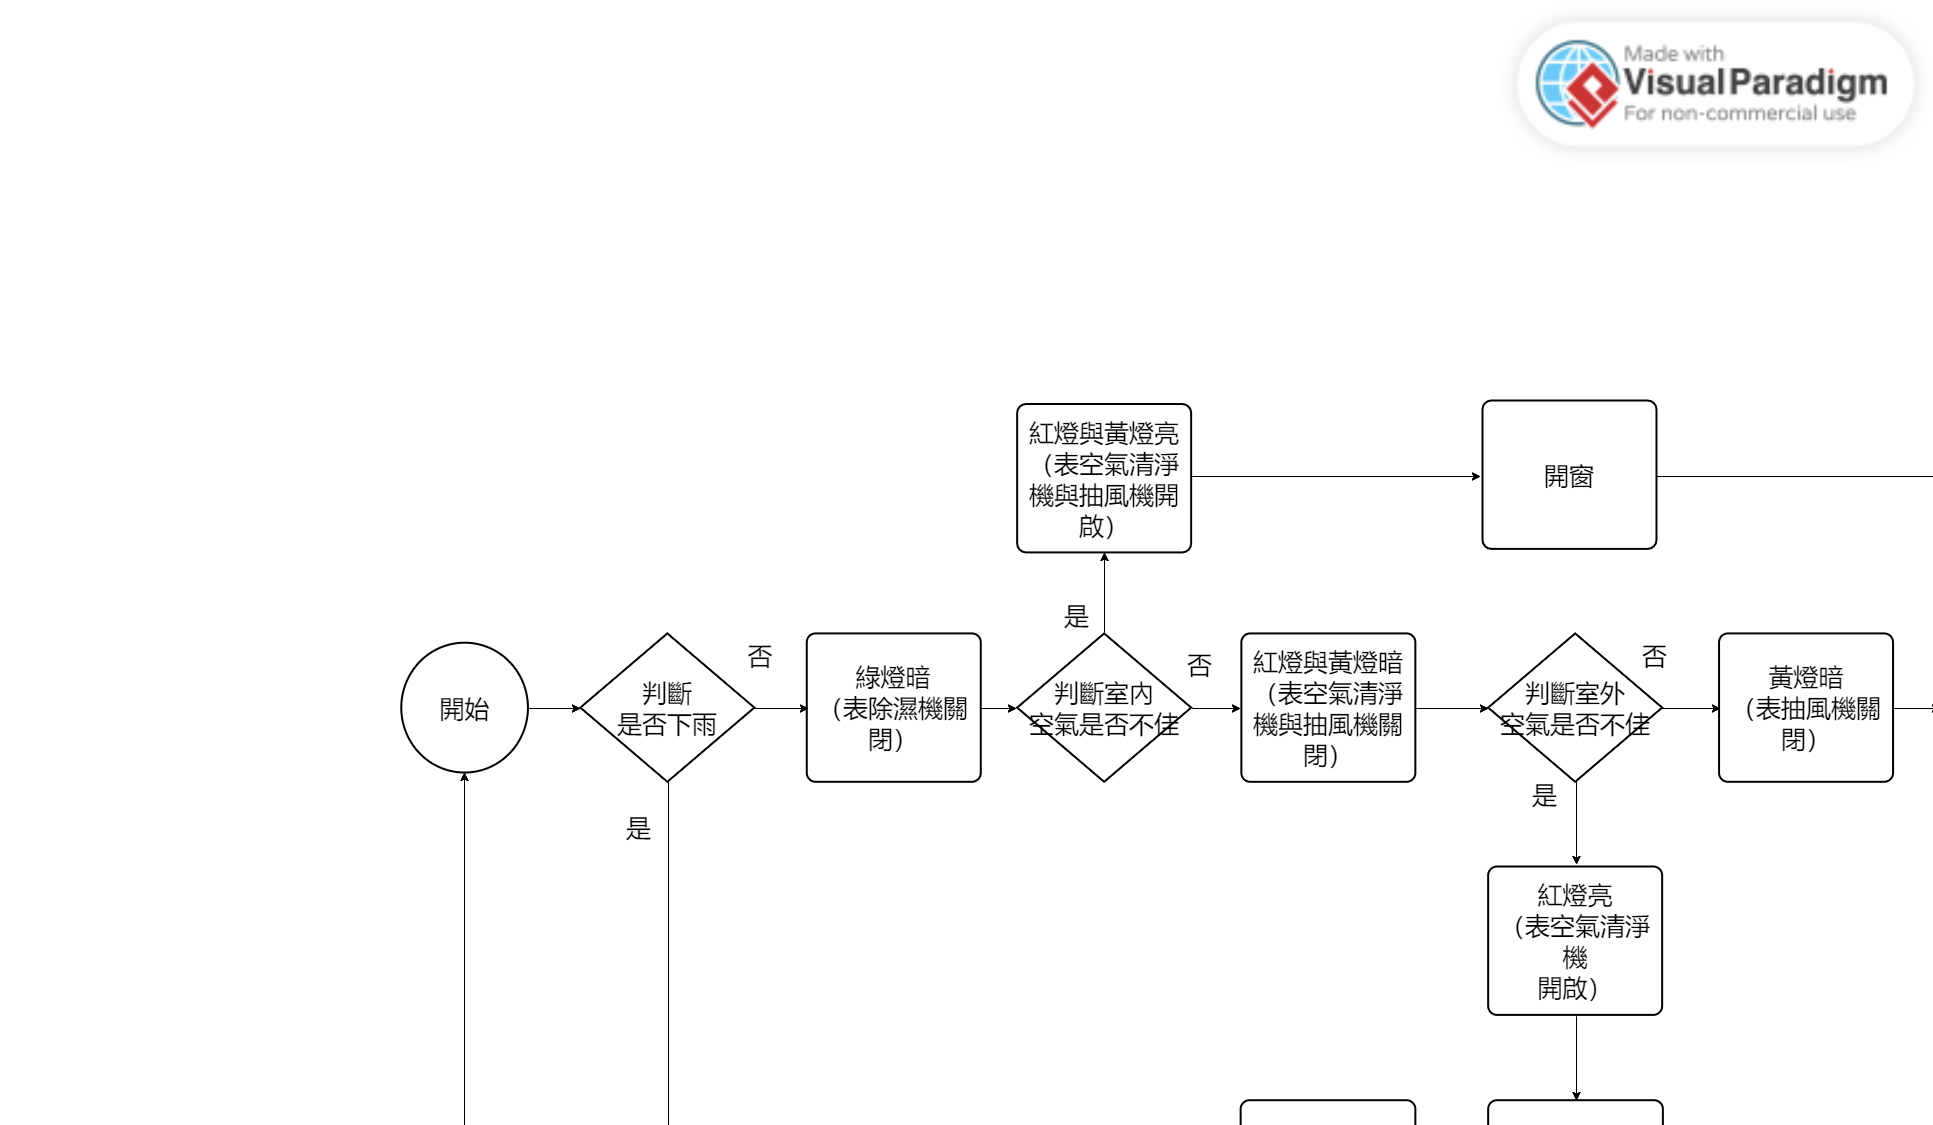 Made with
Visual Paradigm
For non-commercial use
紅燈與黃燈亮
（表空氣清淨
機與抽風機開
啟）
開窗
是
開始
判斷
是否下雨
否
是
綠燈暗
（表除濕機關
閉）
判斷室內
空氣是否不佳
否
紅燈與黃燈暗
（表空氣清淨
機與抽風機關
閉）
判斷室外
空氣是否不佳
否
是
黃燈暗
（表抽風機關
閉）
紅燈亮
（表空氣清淨
機
開啟）